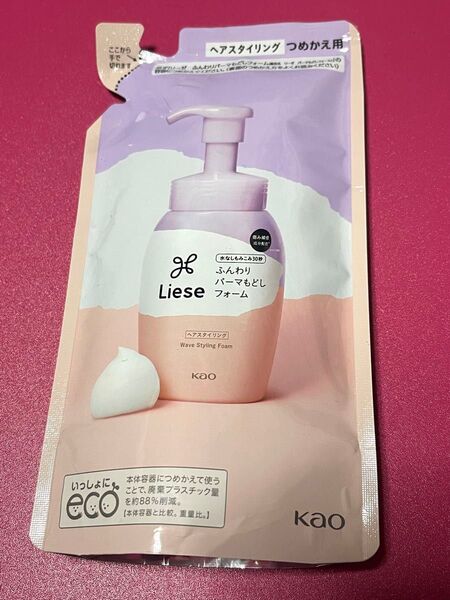 ここから
手で
切れます
ヘアスタイリング つめかえ用
水なしもみこみ30秒
Liese
ふんわり
パーマもどし
フォーム
ヘアスタイリング
Wave Styling Foam
Kao
いっしょに
eco
本体容器につめかえて使う
ことで、廃棄プラスチック量
を約88%削減。
【本体容器と比較。重量比。】
Kao